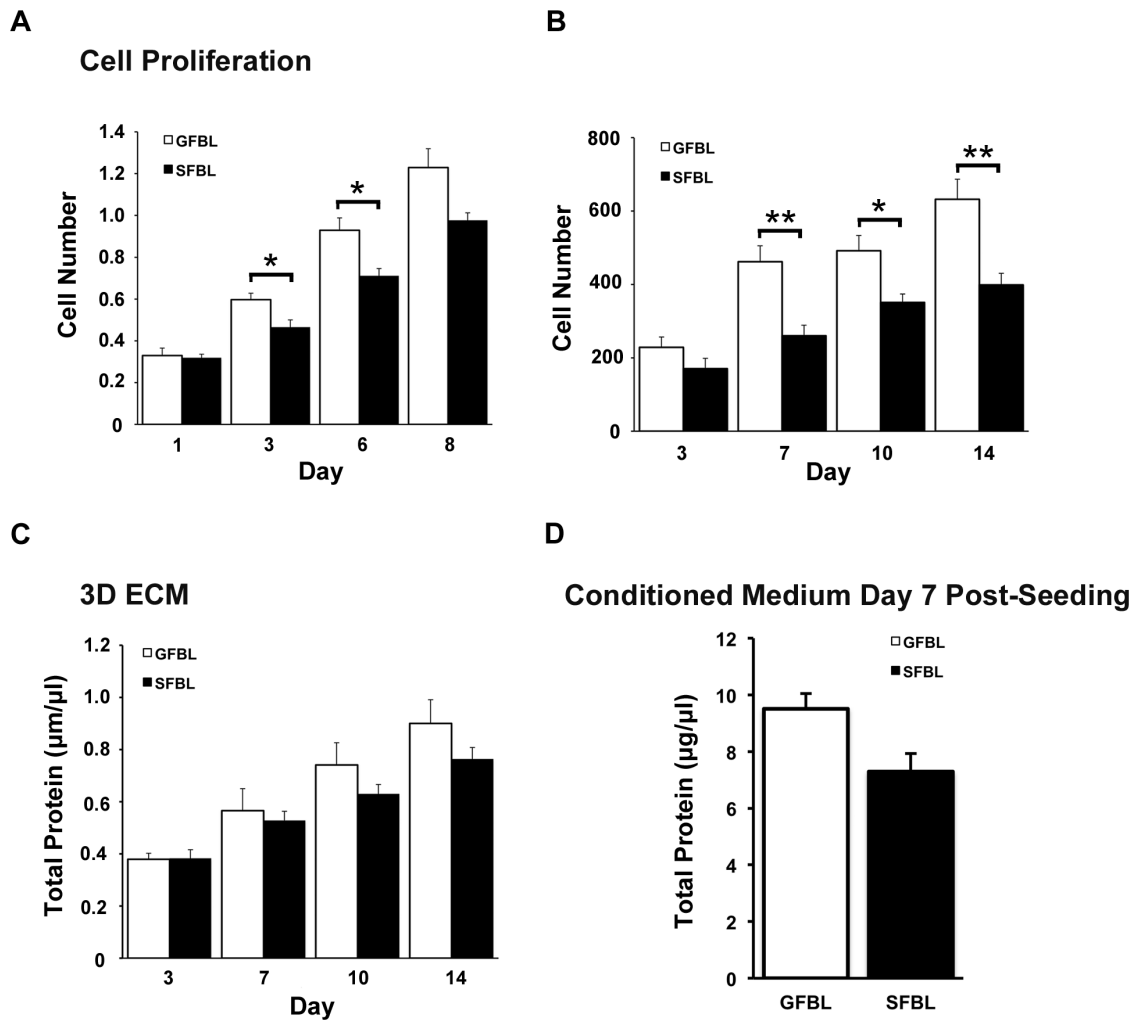 A
Cell Proliferation
GFBL
SFBL
Cell Number
1.4
1.2
1.0
0.8
0.6
0.4
0.2
0
*
*
1 3 6 8
Day
B
GFBL
SFBL
Cell Number
800
600
400
200
0
**
*
**
3 7 10 14
Day
C
3D ECM
GFBL
SFBL
Total Protein (µm/µl)
1.2
1.0
0.8
0.6
0.4
0.2
0
3 7 10 14
Day
D
Conditioned Medium Day 7 Post-Seeding
GFBL
SFBL
Total Protein (µg/µl)
12
10
8
6
4
2
0
GFBL SFBL